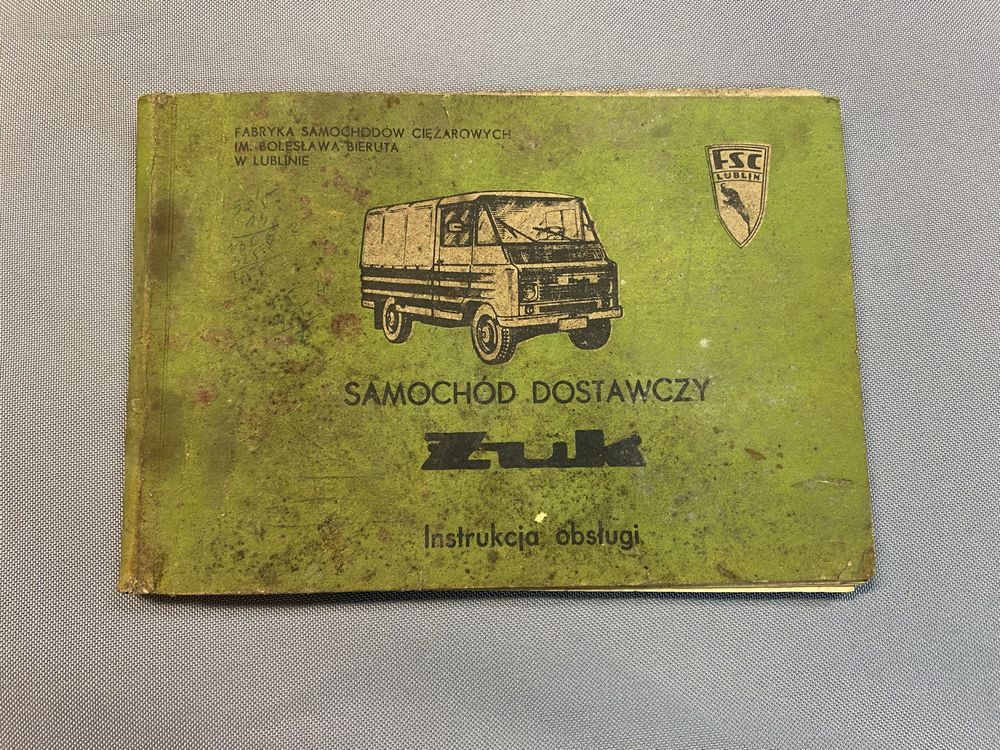 FABRYKA SAMOCHODÓW CIĘŻAROWYCH
IM. BOLESŁAWA BIERUTA
W LUBLINIE
FSC
LUBLIN
SAMOCHÓD DOSTAWCZY
Żuk
Instrukcja obsługi